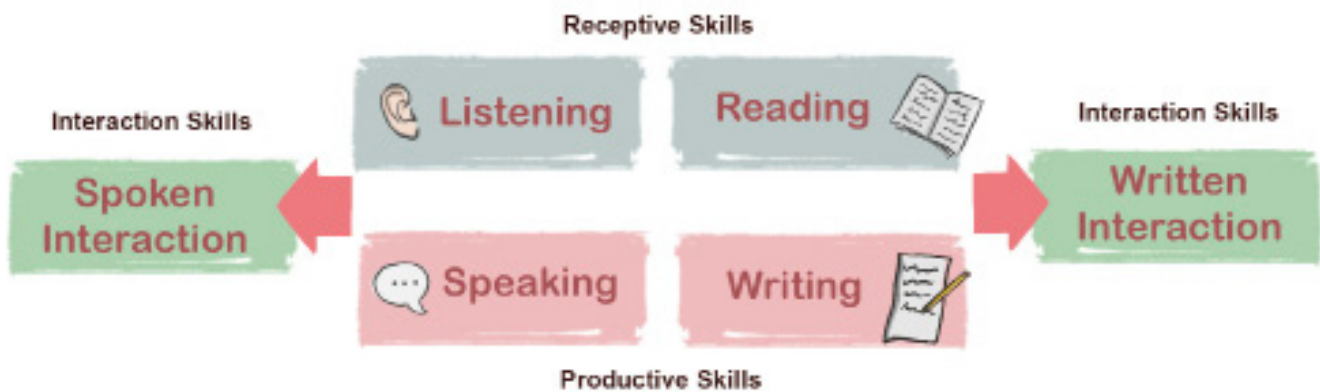 Receptive Skills
Listening
Reading
Interaction Skills
Spoken
Interaction
Interaction Skills
Written
Interaction
Speaking
Writing
Productive Skills